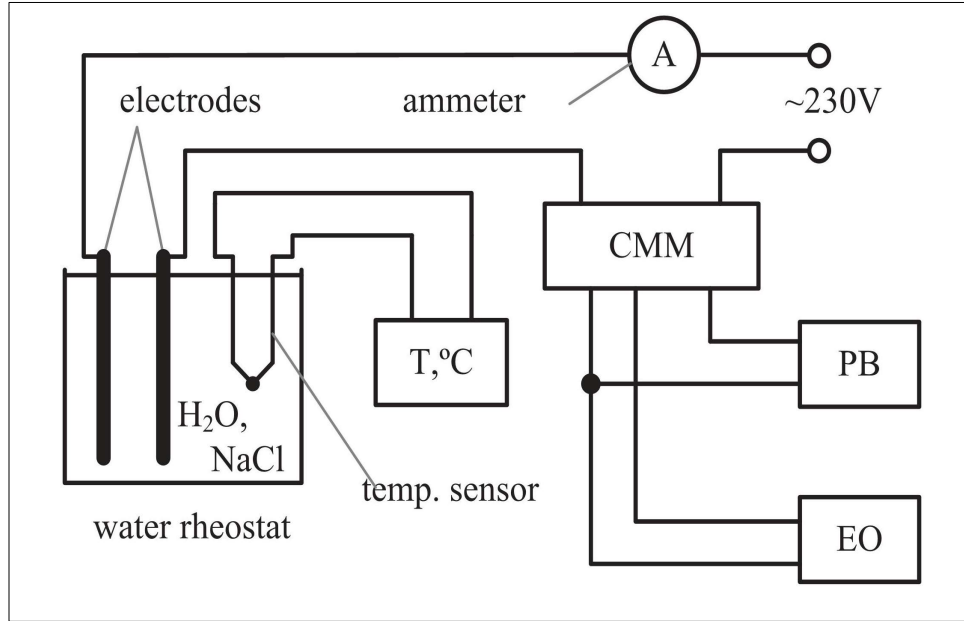 A
electrodes
ammeter
~230V
CMM
T,ºC
PB
H₂O,
NaCl
temp. sensor
water rheostat
EO